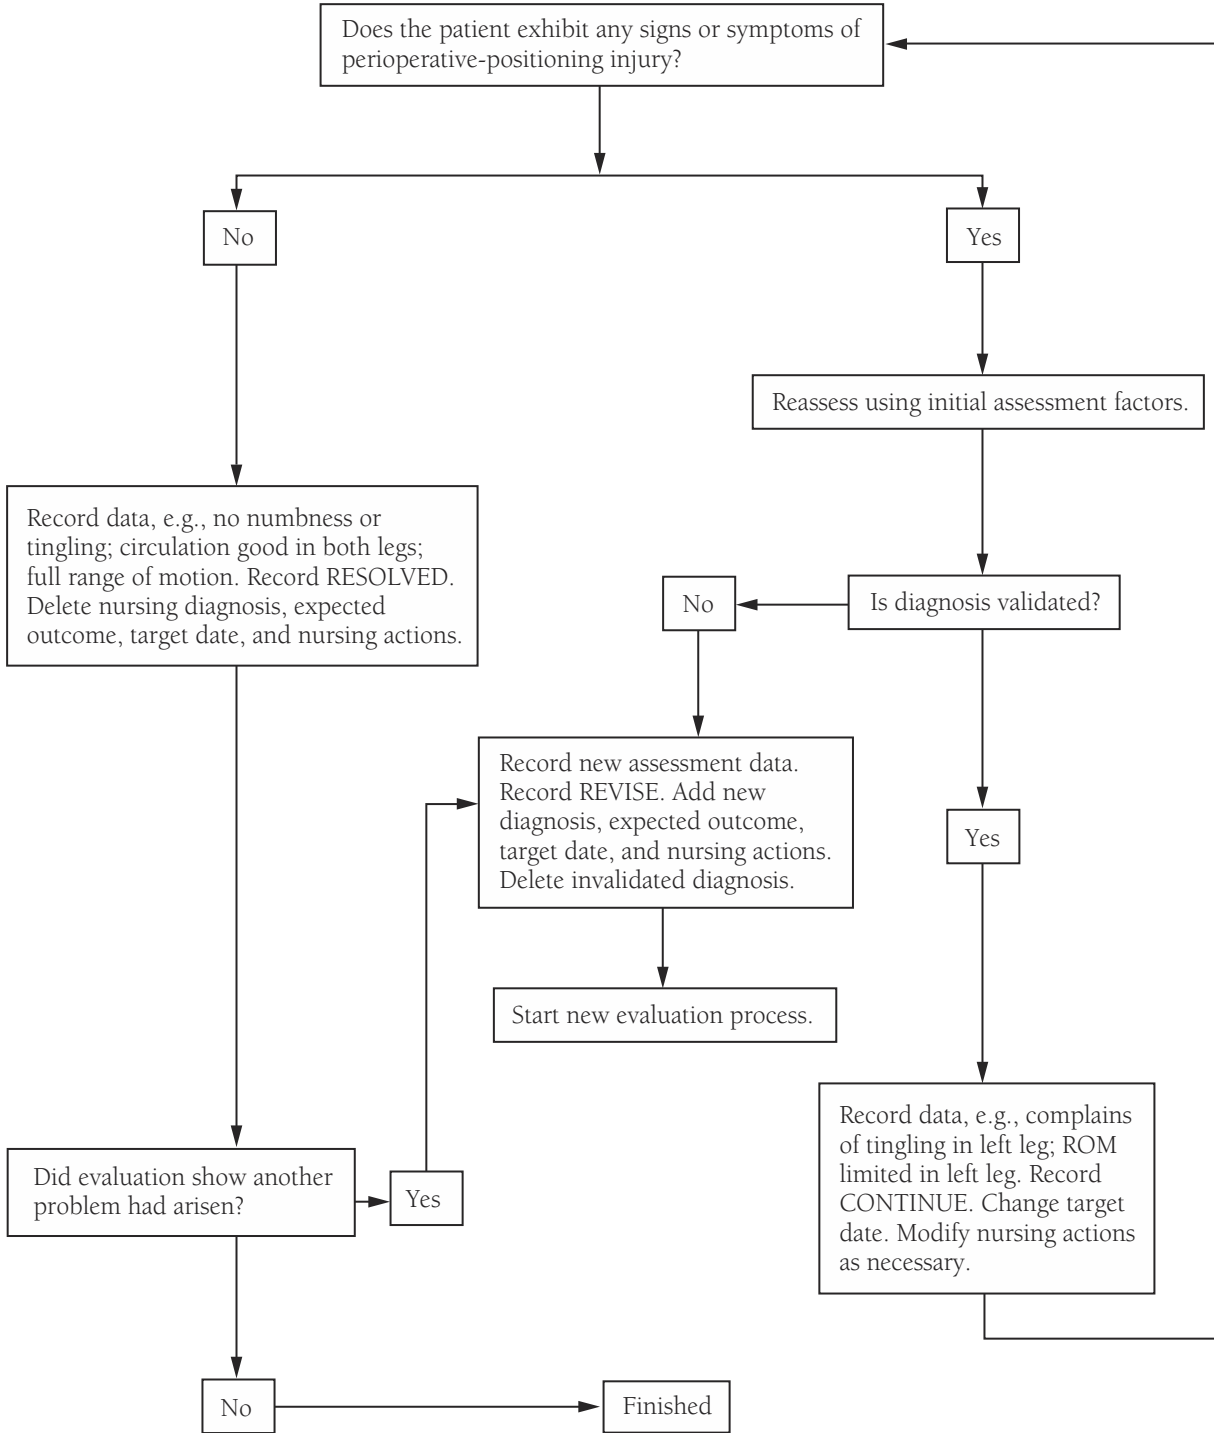 Does the patient exhibit any signs or symptoms of
perioperative-positioning injury?
No
Yes
Reassess using initial assessment factors.
Record data, e.g., no numbness or
tingling; circulation good in both legs;
full range of motion. Record RESOLVED.
Delete nursing diagnosis, expected
outcome, target date, and nursing actions.
No
Is diagnosis validated?
Record new assessment data.
Record REVISE. Add new
diagnosis, expected outcome,
target date, and nursing actions.
Delete invalidated diagnosis.
Yes
Start new evaluation process.
Record data, e.g., complains
of tingling in left leg; ROM
limited in left leg. Record
CONTINUE. Change target
date. Modify nursing actions
as necessary.
Did evaluation show another
problem had arisen?
Yes
No
Finished